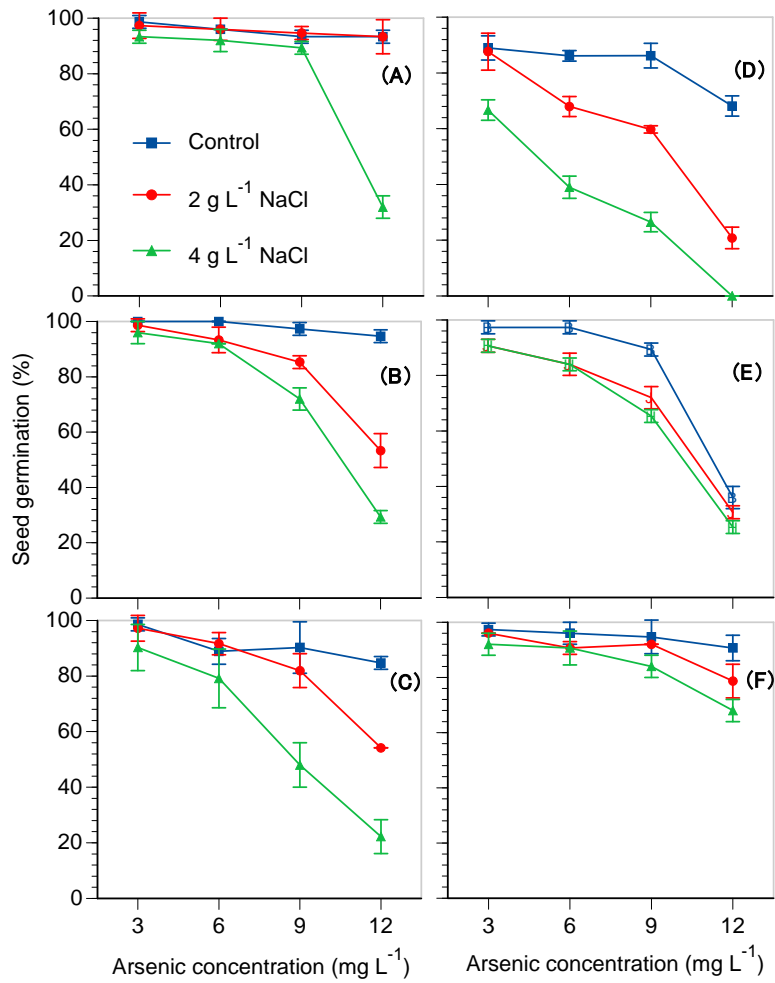 100
80
60
40
20
0
(A)
Control
2 g L⁻¹ NaCl
4 g L⁻¹ NaCl
(D)
Seed germination (%)
100
80
60
40
20
0
(B)
(E)
100
80
60
40
20
0
(C)
(F)
3 6 9 12
3 6 9 12
Arsenic concentration (mg L⁻¹)
Arsenic concentration (mg L⁻¹)